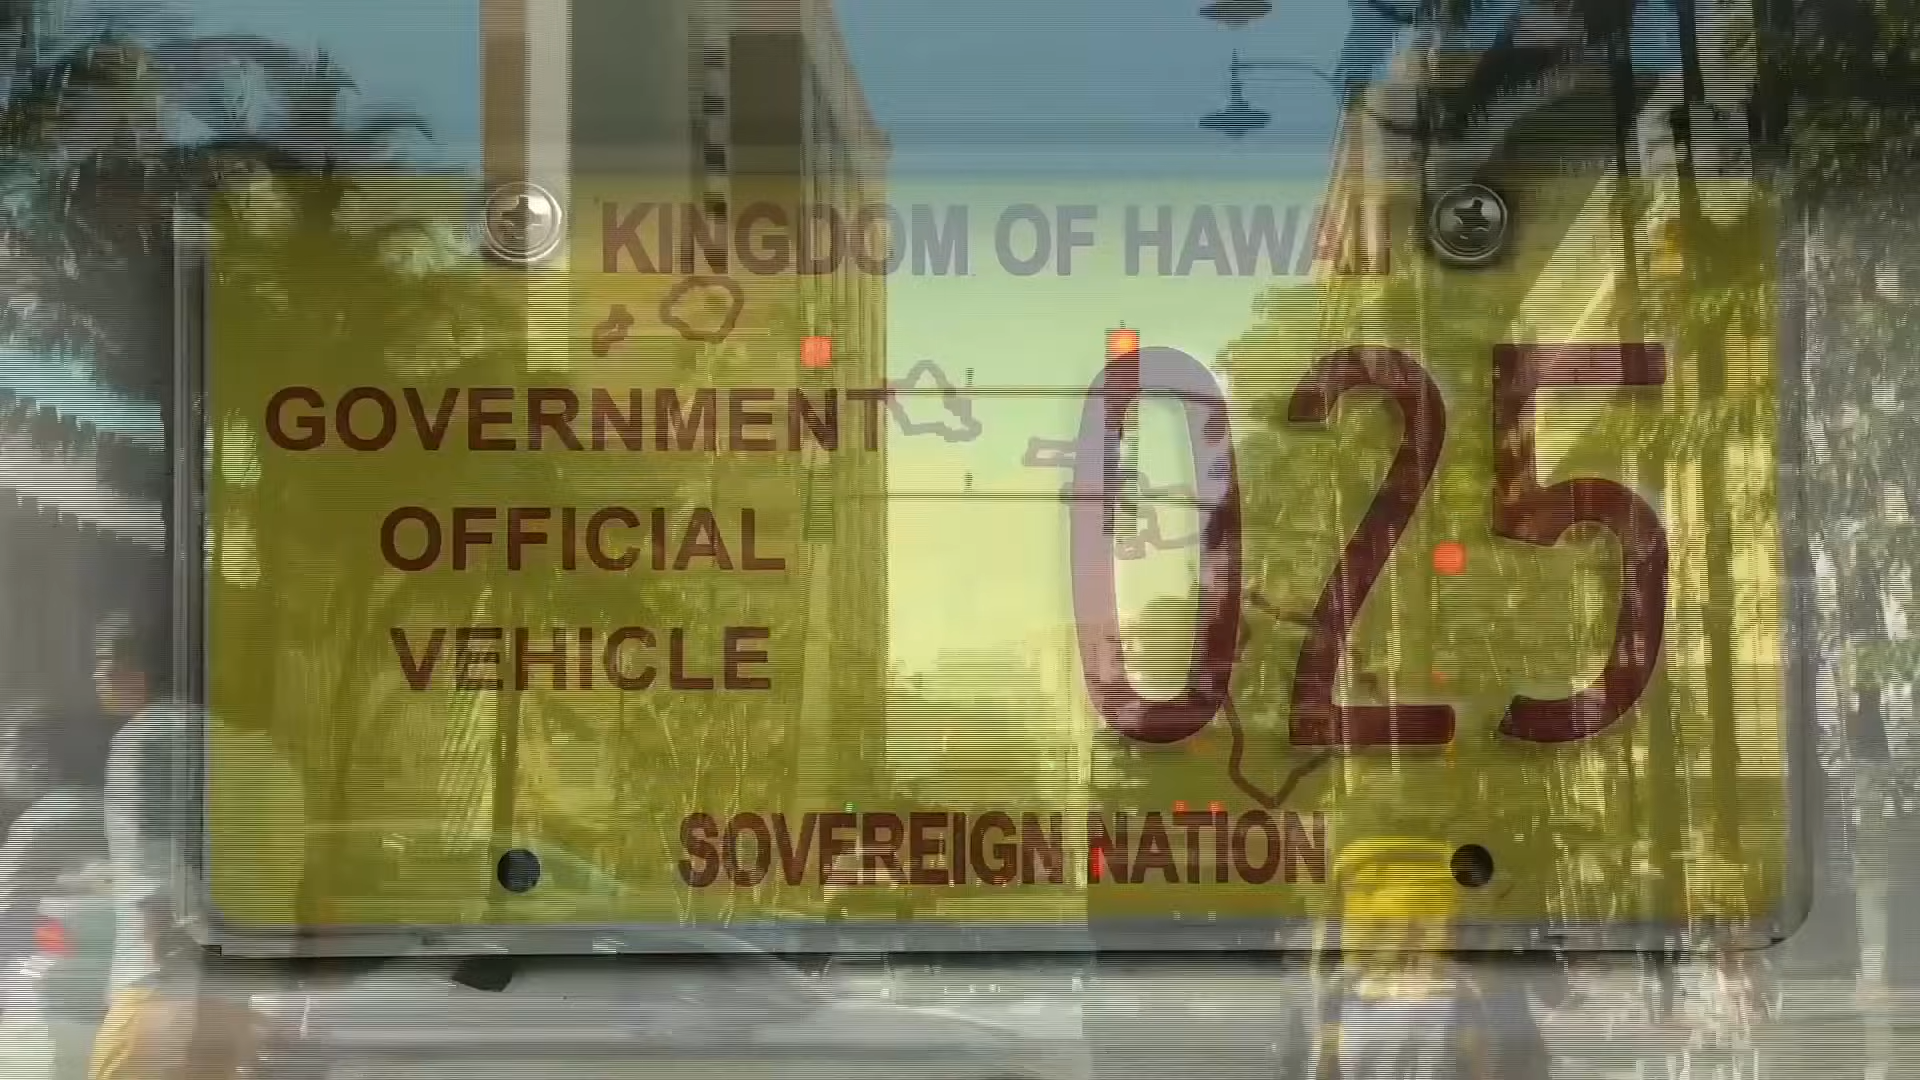 KINGDOM OF HAWAII
GOVERNMENT
OFFICIAL
VEHICLE
025
SOVEREIGN NATION